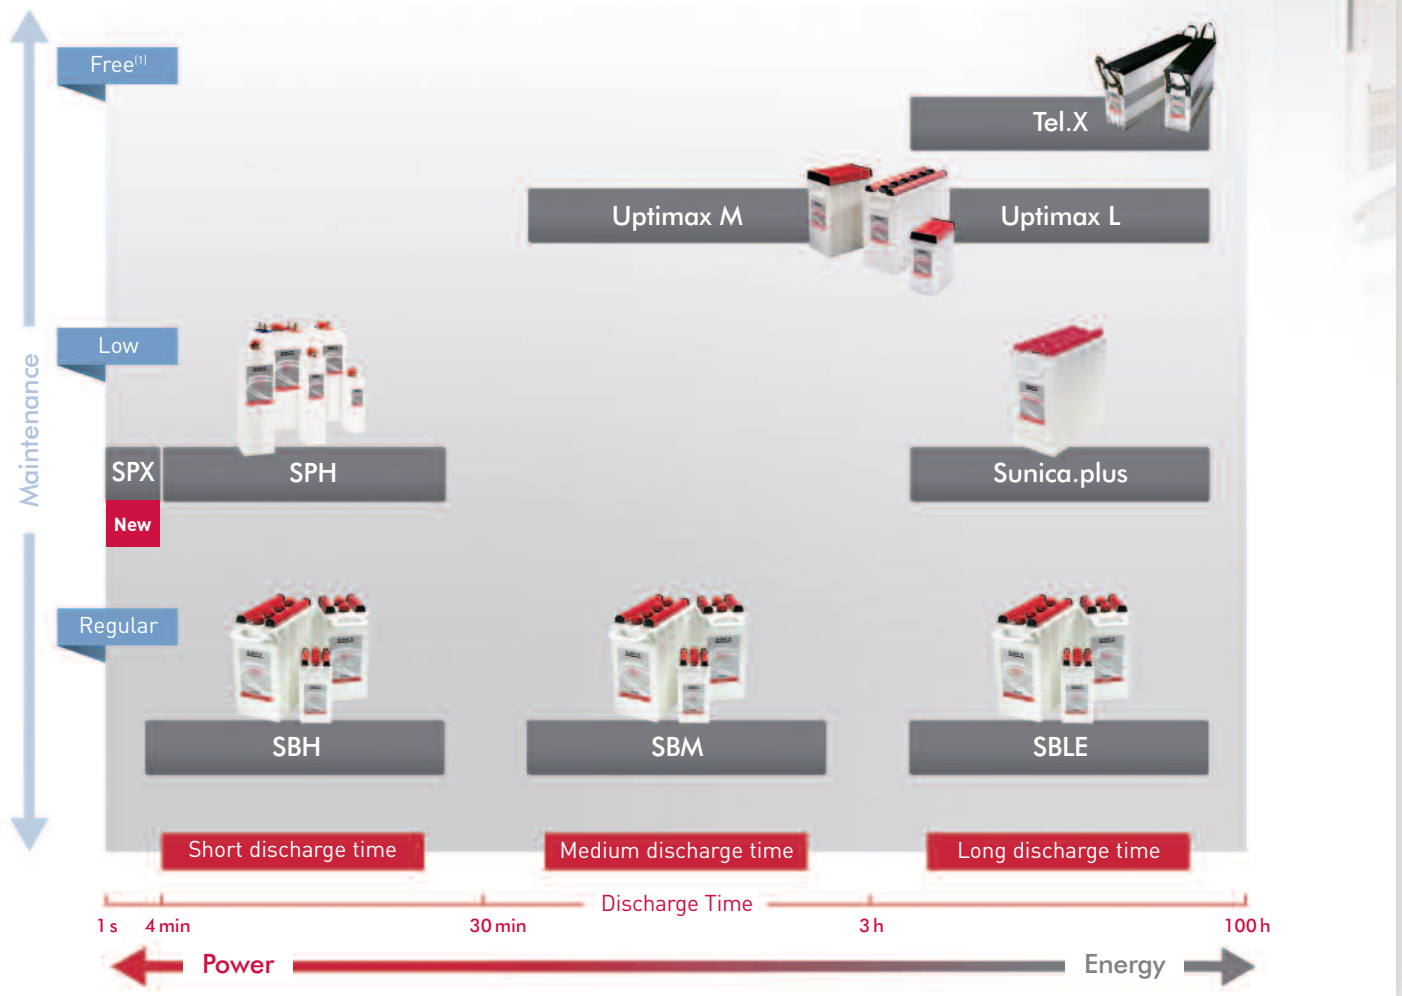 Free(1)
Tel.X
Uptimax M
Uptimax L
Low
Maintenance
SPX
SPH
Sunica.plus
New
Regular
SBH
SBM
SBLE
Short discharge time
Medium discharge time
Long discharge time
Discharge Time
1 s
4 min
30 min
3 h
100 h
Power
Energy